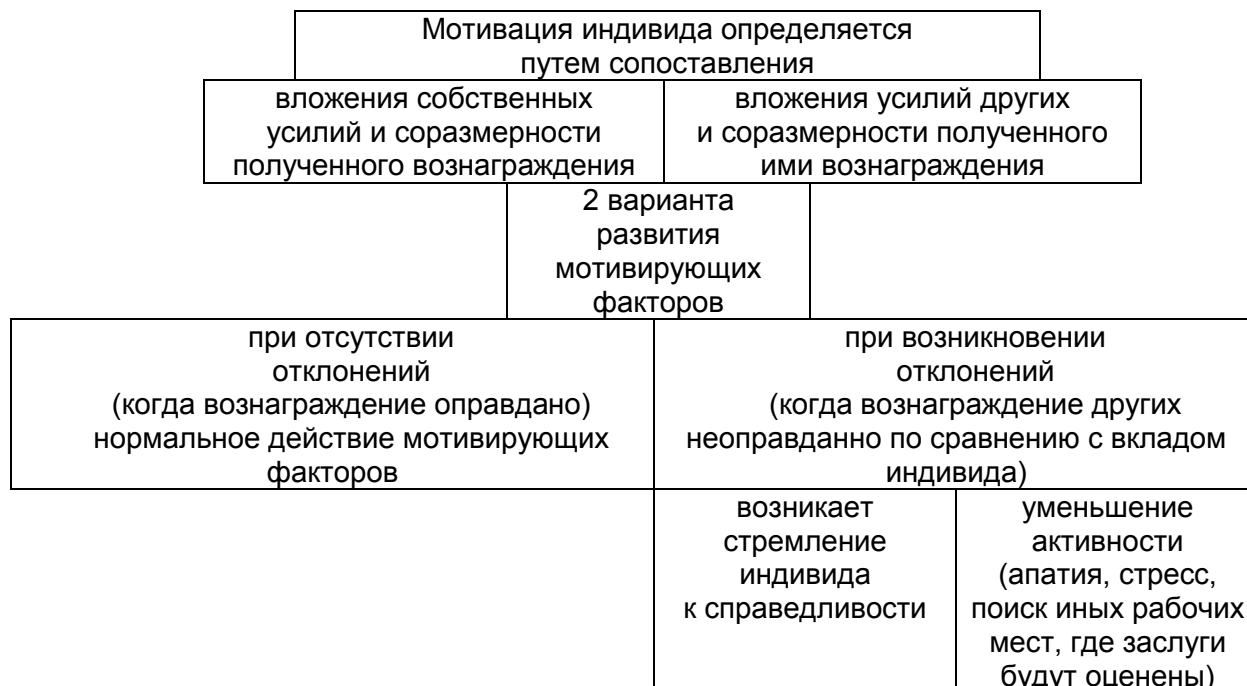 Мотивация индивида определяется
путем сопоставления
вложения собственных
усилий и соразмерности
полученного вознаграждения
вложения усилий других
и соразмерности полученного
ими вознаграждения
2 варианта
развития
мотивирующих
факторов
при отсутствии
отклонений
(когда вознаграждение оправдано)
нормальное действие мотивирующих
факторов
при возникновении
отклонений
(когда вознаграждение других
неоправданно по сравнению с вкладом
индивида)
возникает
стремление
индивида
к справедливости
уменьшение
активности
(апатия, стресс,
поиск иных рабочих
мест, где заслуги
будут оценены)